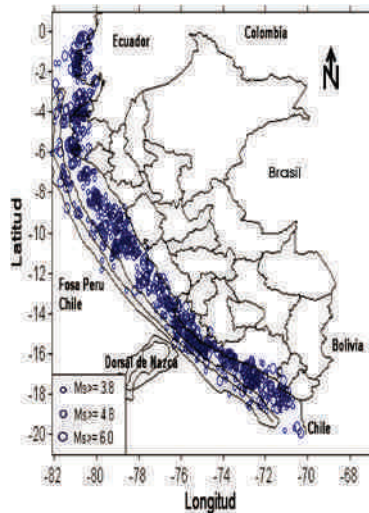 Ecuador
Colombia
N
Brasil
Latitud
Fosa Peru
Chile
Dorsal de Nazca
Bolivia
Chile
Ms>= 3.8
Ms>= 4.8
Ms>= 6.0
0
-2
-4
-6
-8
-10
-12
-14
-16
-18
-20
-82 -80 -78 -76 -74 -72 -70 -68
Longitud